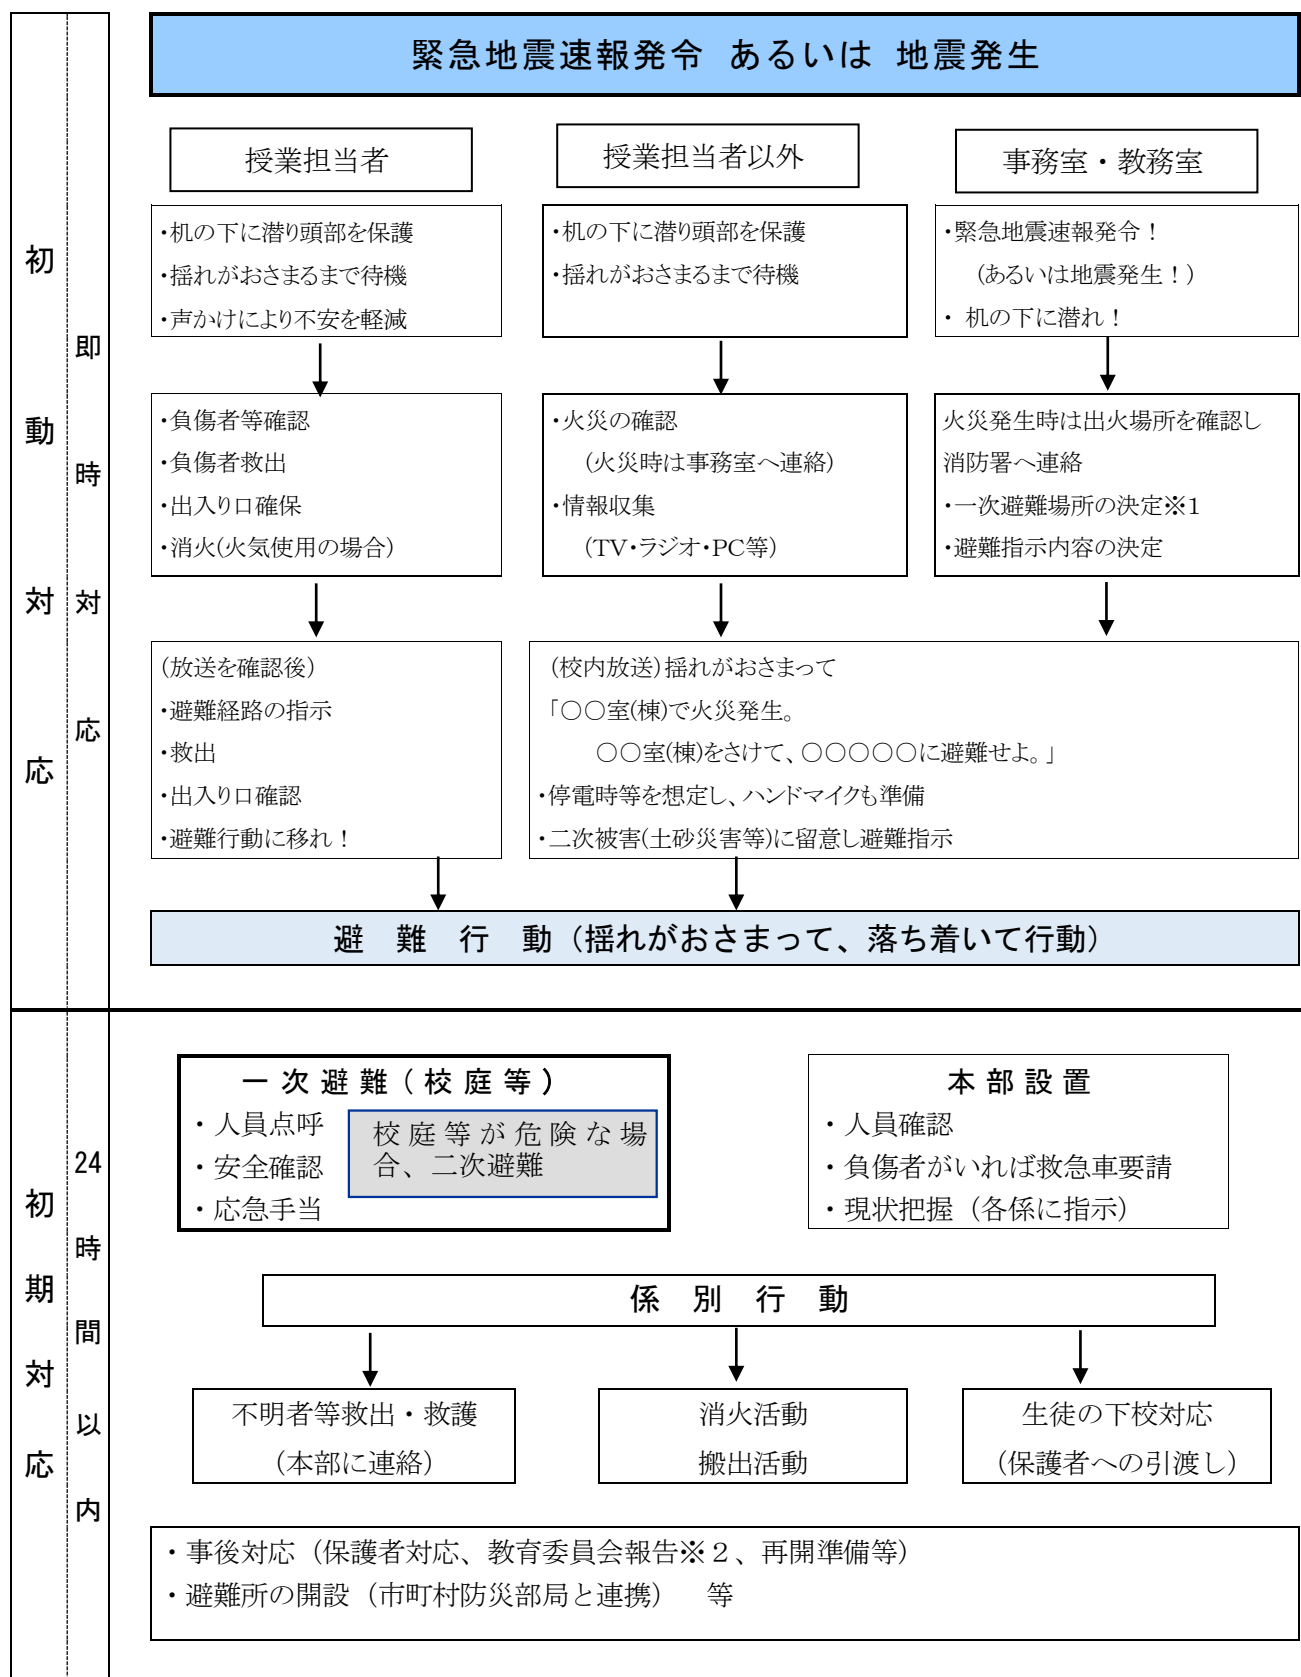 緊急地震速報発令 あるいは 地震発生
初動対応
即時対応
授業担当者
・机の下に潜り頭部を保護
・揺れがおさまるまで待機
・声かけにより不安を軽減
・負傷者等確認
・負傷者救出
・出入り口確保
・消火(火気使用の場合)
(放送を確認後)
・避難経路の指示
・救出
・出入り口確認
・避難行動に移れ！
授業担当者以外
・机の下に潜り頭部を保護
・揺れがおさまるまで待機
・火災の確認
(火災時は事務室へ連絡)
・情報収集
(TV・ラジオ・PC等)
事務室・教務室
・緊急地震速報発令！
(あるいは地震発生！)
・ 机の下に潜れ！
火災発生時は出火場所を確認し
消防署へ連絡
・一次避難場所の決定※1
・避難指示内容の決定
(校内放送)揺れがおさまって
「○○室(棟)で火災発生。
○○室(棟)をさけて、○○○○○に避難せよ。」
・停電時等を想定し、ハンドマイクも準備
・二次被害(土砂災害等)に留意し避難指示
避 難 行 動（揺れがおさまって、落ち着いて行動）
初期対応
24時間以内
一次避難（校庭等）
・人員点呼
・安全確認
・応急手当
校庭等が危険な場
合、二次避難
本部設置
・人員確認
・負傷者がいれば救急車要請
・現状把握（各係に指示）
係 別 行 動
不明者等救出・救護
（本部に連絡）
消火活動
搬出活動
生徒の下校対応
（保護者への引渡し）
・事後対応（保護者対応、教育委員会報告※２、再開準備等）
・避難所の開設（市町村防災部局と連携） 等